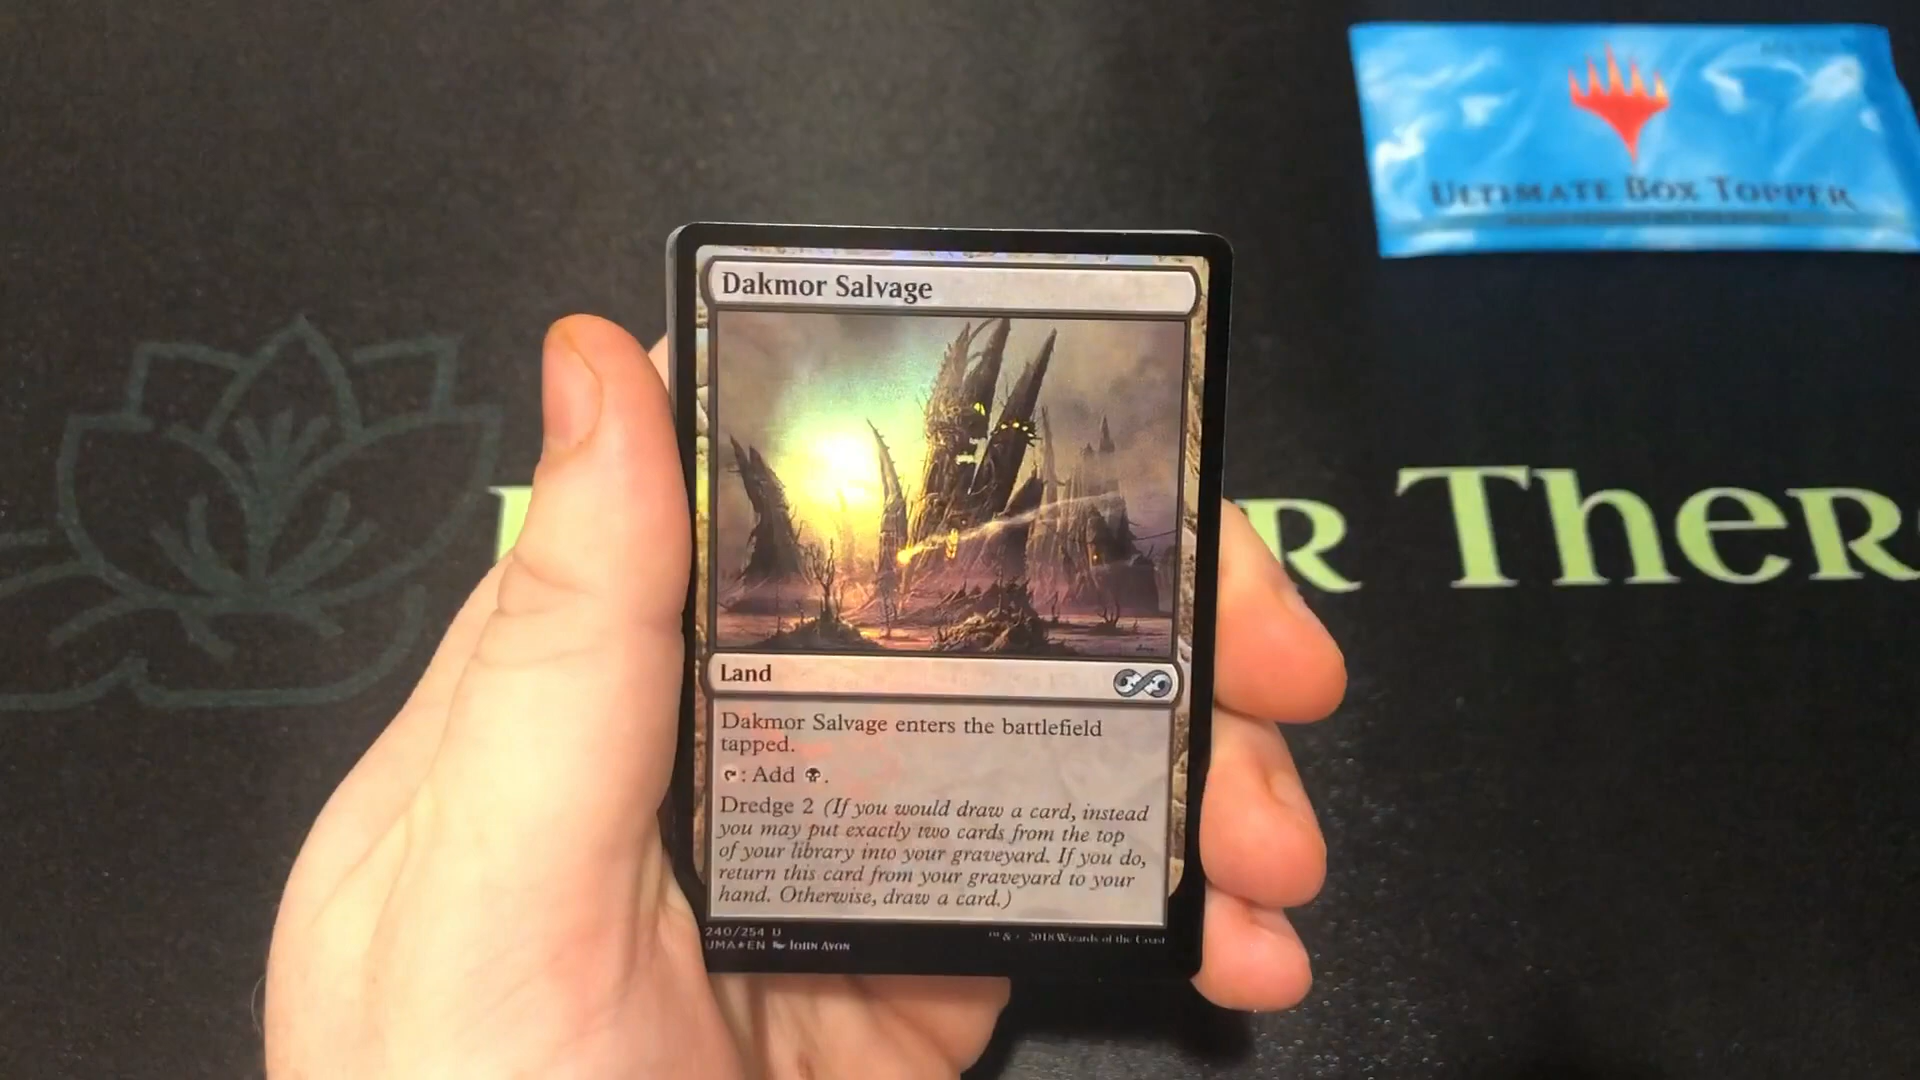 ULTIMATE BOX TOPPER
Dakmor Salvage
R THER
Land
Dakmor Salvage enters the battlefield
tapped.
: Add .
Dredge 2 (If you would draw a card, instead
you may put exactly two cards from the top
of your library into your graveyard. If you do,
return this card from your graveyard to your
hand. Otherwise, draw a card.)
240/254 U
UMA★EN JOHN AVON
™ & 2018 Wizards of the Coast